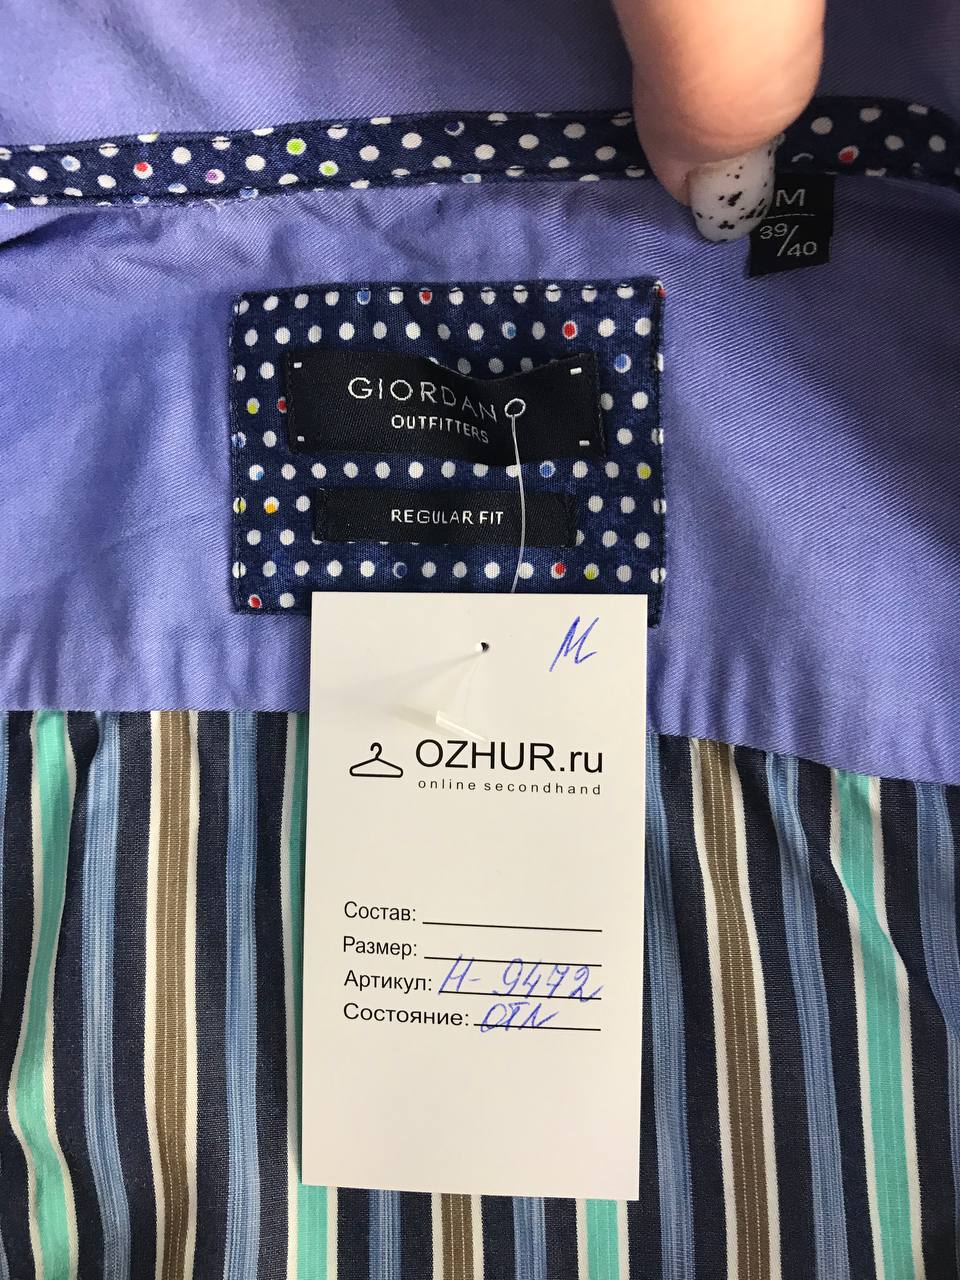 M
39/40
GIORDANO
OUTFITTERS
REGULAR FIT
М
OZHUR.ru
online secondhand
Состав:
Размер:
Артикул: Н-9472
Состояние: ОТЛ